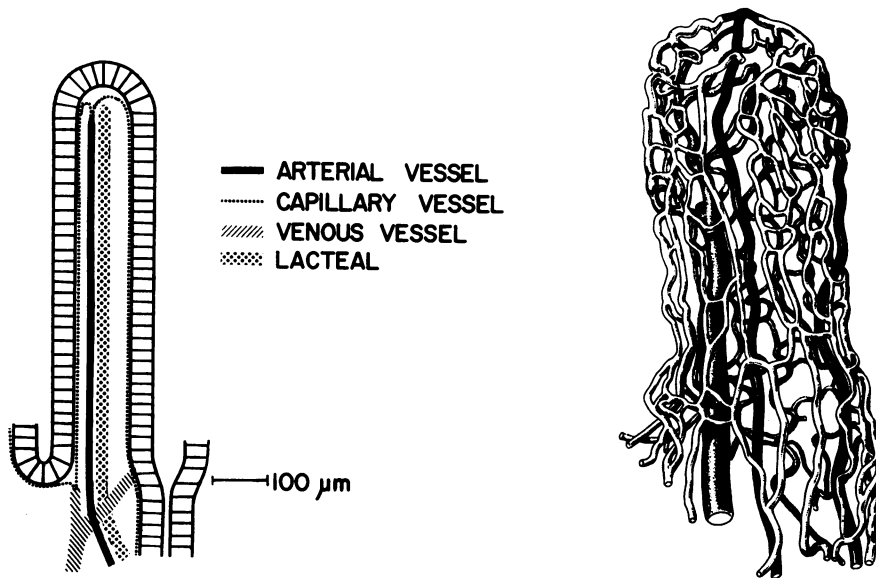 ARTERIAL VESSEL
CAPILLARY VESSEL
VENOUS VESSEL
LACTEAL
100 μm